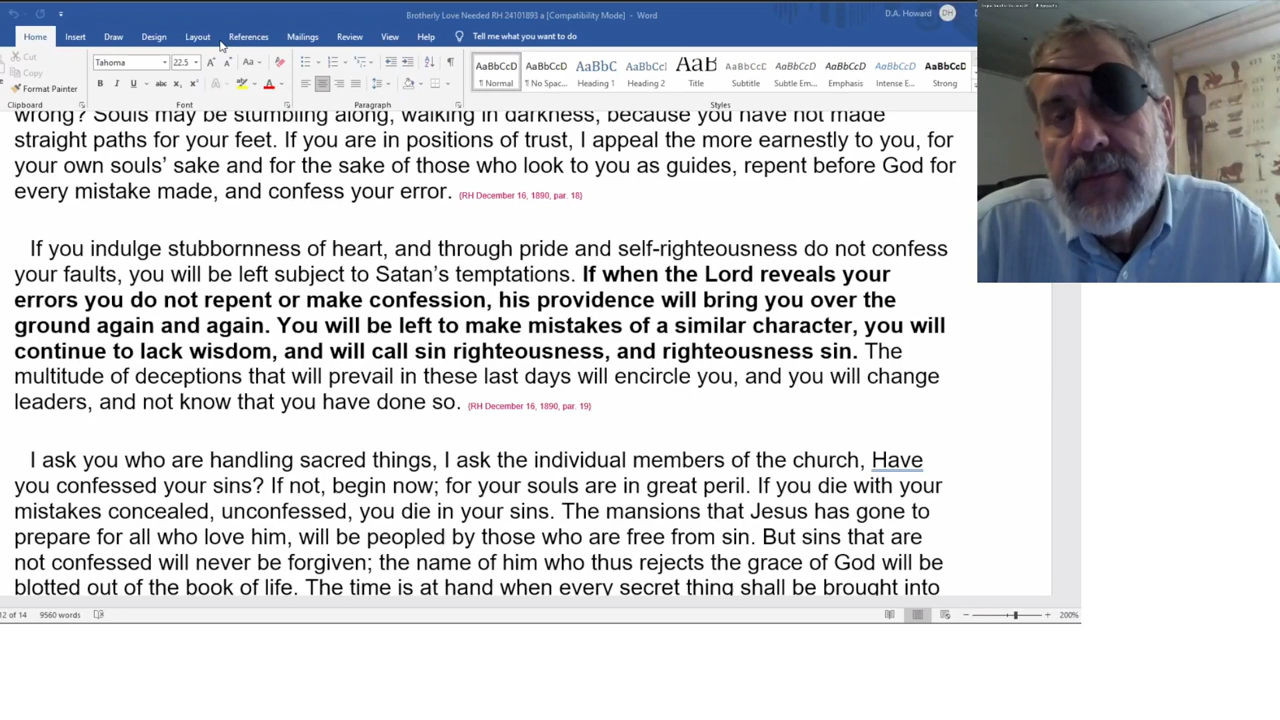 Brotherly Love Needed RH 24101893 a [Compatibility Mode] - Word
D.A. Howard DH
Home Insert Draw Design Layout References Mailings Review View Help Tell me what you want to do
Cut
Copy
Format Painter
Tahoma 22.5
AaBbCcD AaBbCcD AaBbC AaBbCcI AaB AaBbCcD AaBbCcD AaBbCcD AaBbCcD AaBbCcD
¶ Normal ¶ No Spac... Heading 1 Heading 2 Title Subtitle Subtle Em... Emphasis Intense E... Strong
Clipboard Font Paragraph Styles
wrong? Souls may be stumbling along, walking in darkness, because you have not made
straight paths for your feet. If you are in positions of trust, I appeal the more earnestly to you, for
your own souls’ sake and for the sake of those who look to you as guides, repent before God for
every mistake made, and confess your error. {RH December 16, 1890, par. 18}
If you indulge stubbornness of heart, and through pride and self-righteousness do not confess
your faults, you will be left subject to Satan’s temptations. If when the Lord reveals your
errors you do not repent or make confession, his providence will bring you over the
ground again and again. You will be left to make mistakes of a similar character, you will
continue to lack wisdom, and will call sin righteousness, and righteousness sin. The
multitude of deceptions that will prevail in these last days will encircle you, and you will change
leaders, and not know that you have done so. {RH December 16, 1890, par. 19}
I ask you who are handling sacred things, I ask the individual members of the church, Have
you confessed your sins? If not, begin now; for your souls are in great peril. If you die with your
mistakes concealed, unconfessed, you die in your sins. The mansions that Jesus has gone to
prepare for all who love him, will be peopled by those who are free from sin. But sins that are
not confessed will never be forgiven; the name of him who thus rejects the grace of God will be
blotted out of the book of life. The time is at hand when every secret thing shall be brought into
12 of 14 9560 words 200%